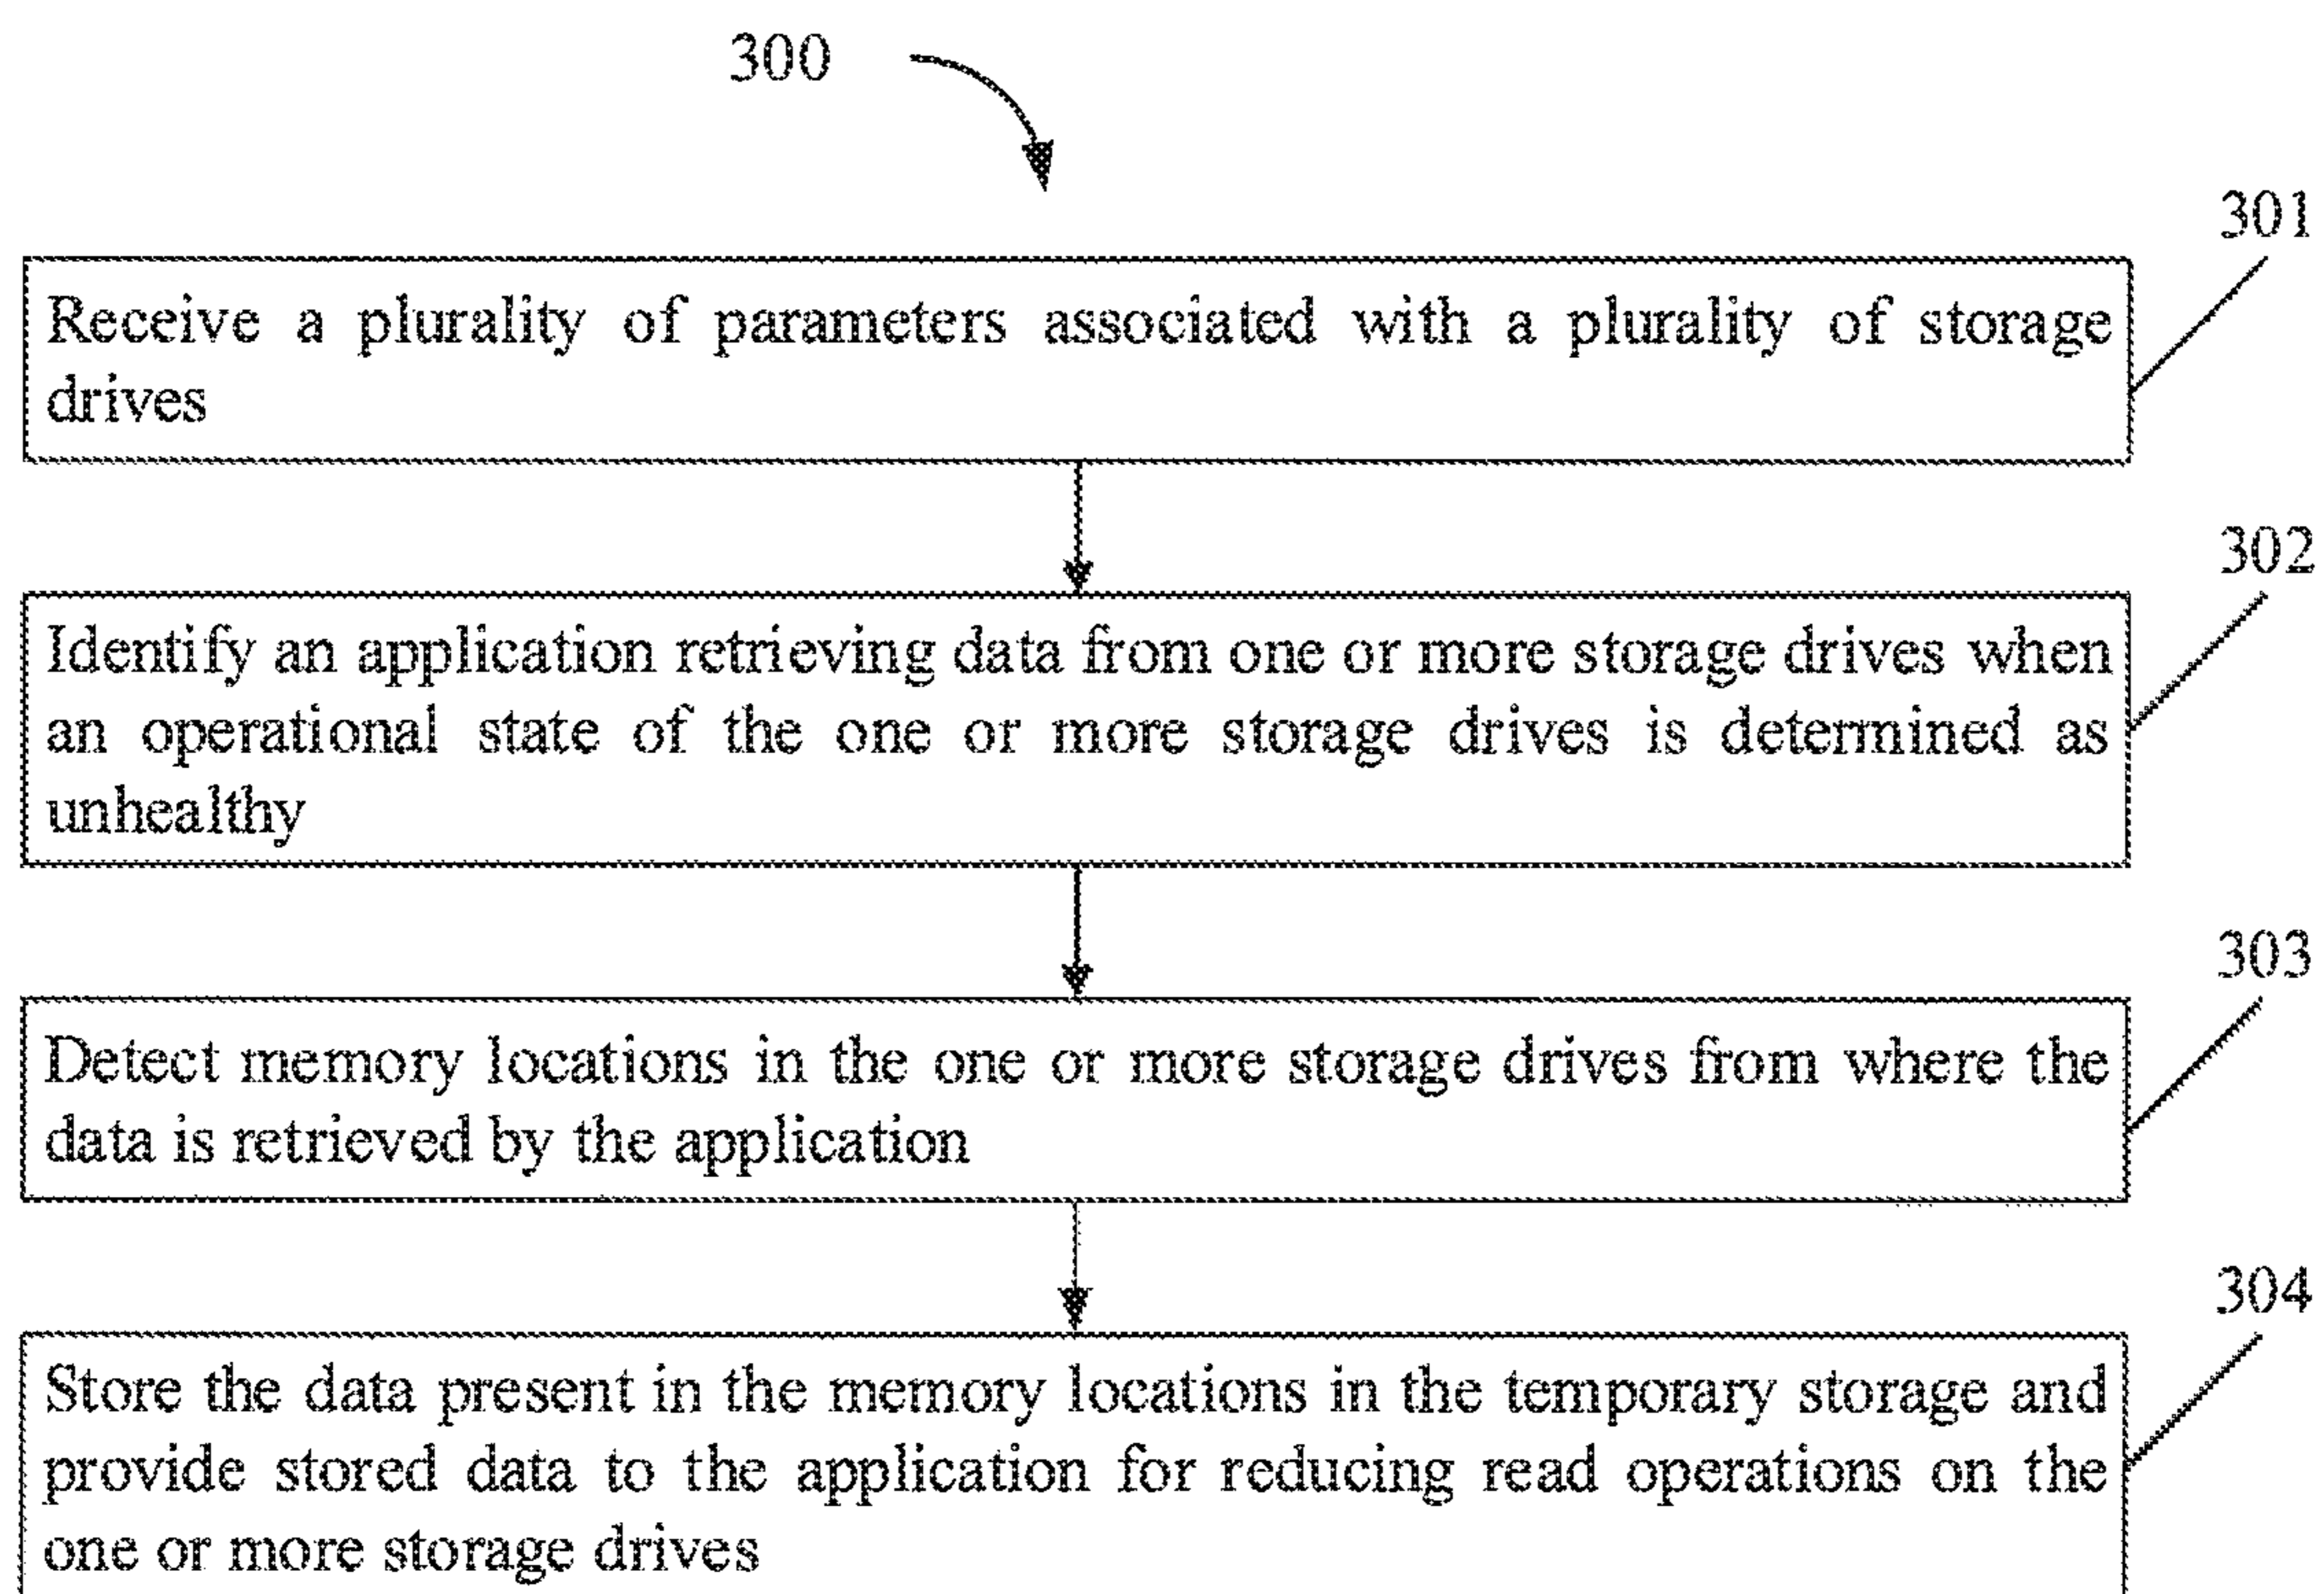 300
301
Receive a plurality of parameters associated with a plurality of storage
drives
302
Identify an application retrieving data from one or more storage drives when
an operational state of the one or more storage drives is determined as
unhealthy
303
Detect memory locations in the one or more storage drives from where the
data is retrieved by the application
304
Store the data present in the memory locations in the temporary storage and
provide stored data to the application for reducing read operations on the
one or more storage drives